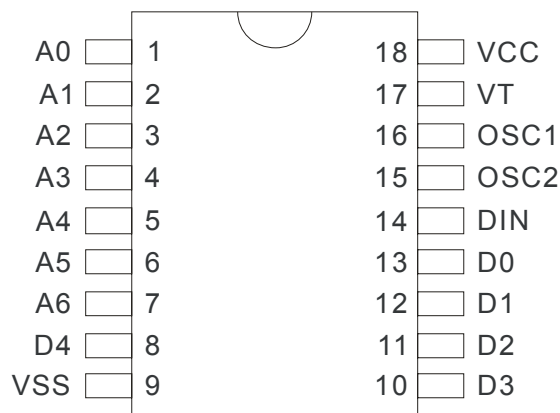 A0 1 18 VCC
A1 2 17 VT
A2 3 16 OSC1
A3 4 15 OSC2
A4 5 14 DIN
A5 6 13 D0
A6 7 12 D1
D4 8 11 D2
VSS 9 10 D3